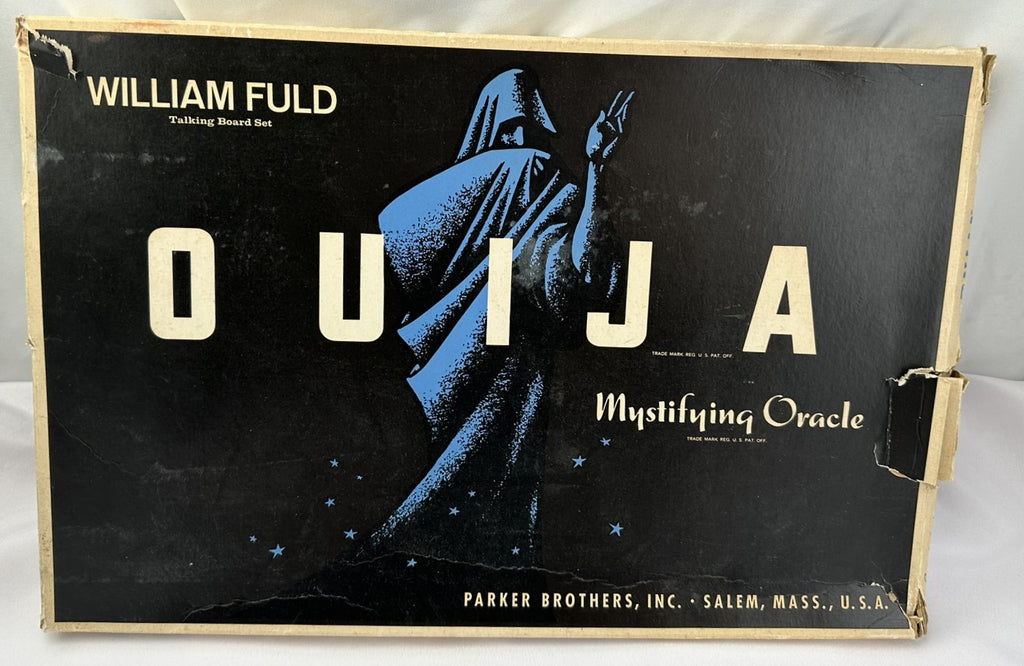 WILLIAM FULD
Talking Board Set
OUIJA
TRADE MARK REG. U. S. PAT. OFF.
Mystifying Oracle
TRADE MARK REG. U. S. PAT. OFF.
PARKER BROTHERS, INC. · SALEM, MASS., U.S.A.